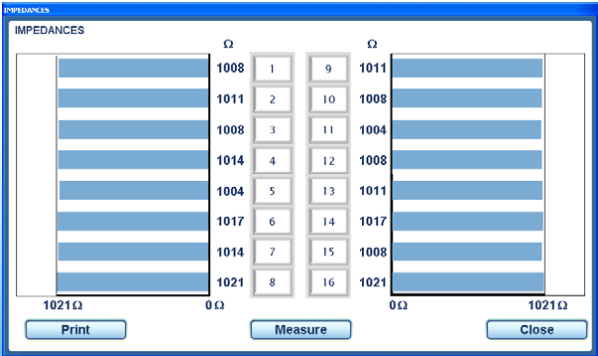 IMPEDANCES
IMPEDANCES
Ω Ω
1008 1 9 1011
1011 2 10 1008
1008 3 11 1004
1014 4 12 1008
1004 5 13 1011
1017 6 14 1017
1014 7 15 1008
1021 8 16 1021
1021Ω 0Ω 0Ω 1021Ω
Print Measure Close